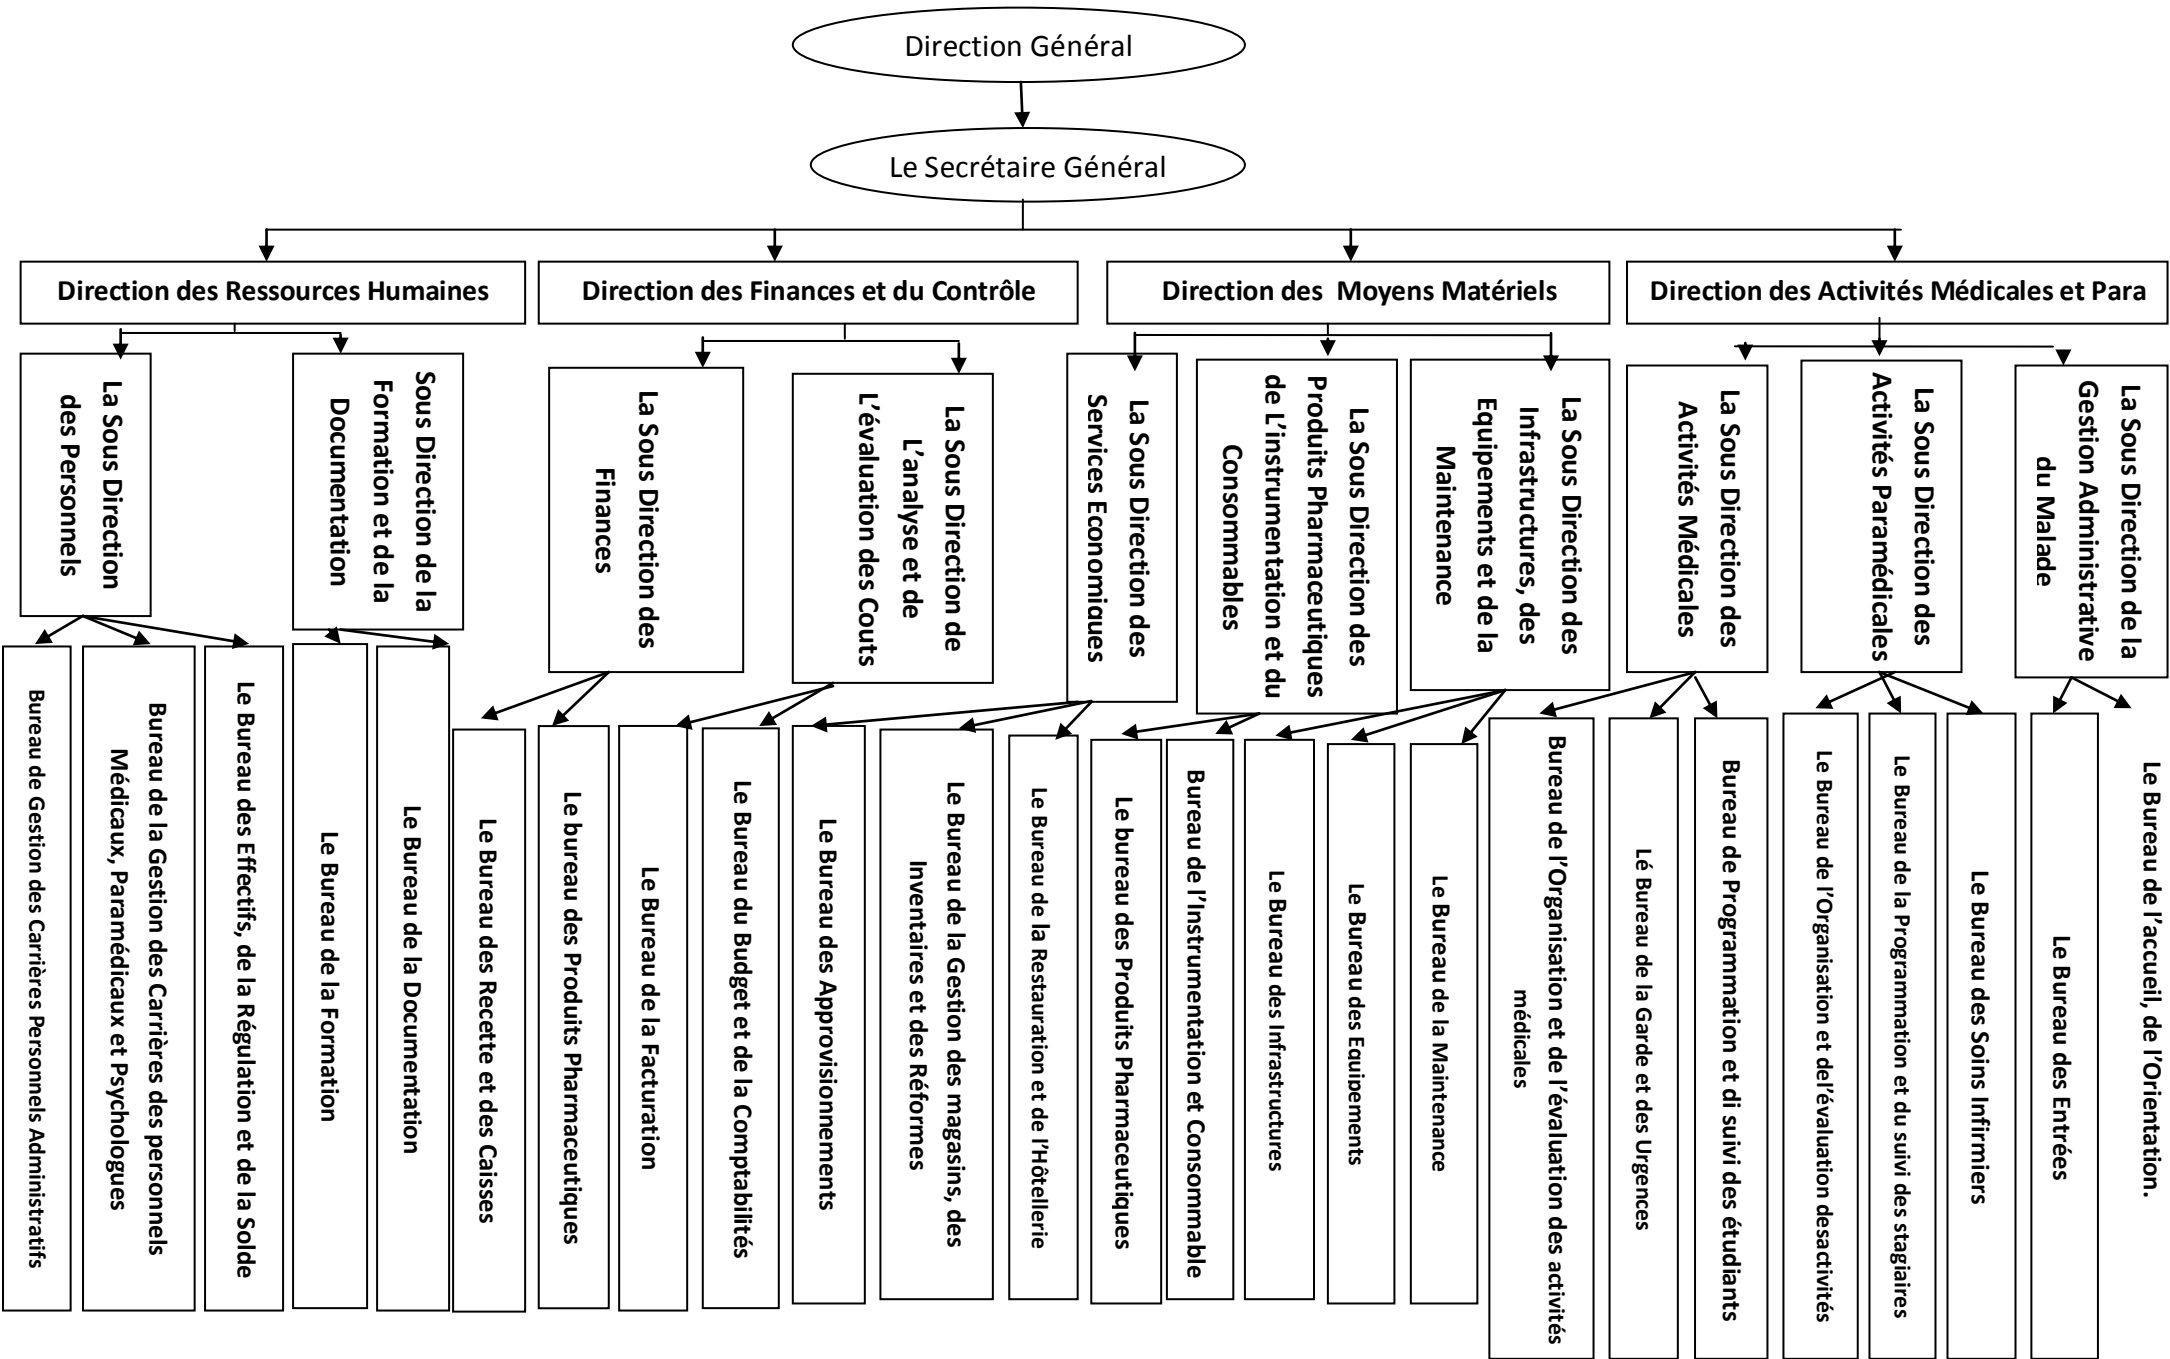 Direction Général
Le Secrétaire Général
Direction des Ressources Humaines
Direction des Finances et du Contrôle
Direction des Moyens Matériels
Direction des Activités Médicales et Para
La Sous Direction
des Personnels
Sous Direction de la
Formation et de la
Documentation
La Sous Direction des
Finances
La Sous Direction de
L'analyse et de
L'évaluation des Couts
La Sous Direction des
Services Economiques
La Sous Direction des
Produits Pharmaceutiques
de L'instrumentation et du
Consommables
La Sous Direction des
Infrastructures, des
Equipements et de la
Maintenance
La Sous Direction des
Activités Médicales
La Sous Direction des
Activités Paramédicales
La Sous Direction de la
Gestion Administrative
du Malade
Bureau de Gestion des Carrières Personnels Administratifs
Bureau de la Gestion des Carrières des personnels
Médicaux, Paramédicaux et Psychologues
Le Bureau des Effectifs, de la Régulation et de la Solde
Le Bureau de la Formation
Le Bureau de la Documentation
Le Bureau des Recette et des Caisses
Le bureau des Produits Pharmaceutiques
Le Bureau de la Facturation
Le Bureau du Budget et de la Comptabilités
Le Bureau des Approvisionnements
Le Bureau de la Gestion des magasins, des
Inventaires et des Réformes
Le Bureau de la Restauration et de l'Hôtellerie
Le bureau des Produits Pharmaceutiques
Bureau de l'Instrumentation et Consommable
Le Bureau des Infrastructures
Le Bureau des Equipements
Le Bureau de la Maintenance
Bureau de l'Organisation et de l'évaluation des activités
médicales
Lé Bureau de la Garde et des Urgences
Bureau de Programmation et di suivi des étudiants
Le Bureau de l'Organisation et del'évaluation desactivités
Le Bureau de la Programmation et du suivi des stagiaires
Le Bureau des Soins Infirmiers
Le Bureau des Entrées
Le Bureau de l'accueil, de l'Orientation.